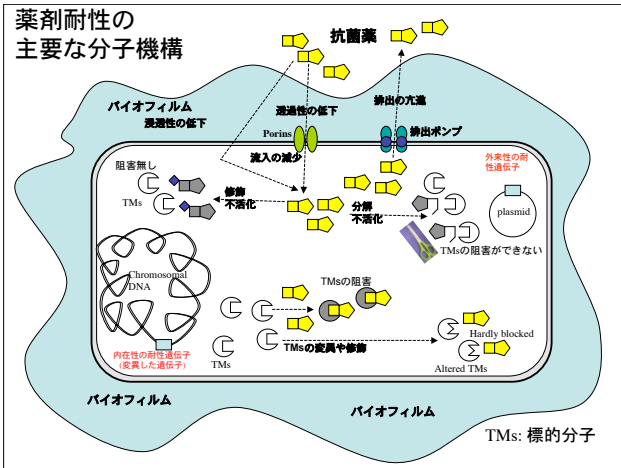 薬剤耐性の
主要な分子機構
抗菌薬
バイオフィルム
浸透性の低下
透過性の低下
排出の亢進
Porins
排出ポンプ
流入の減少
外来性の耐
性遺伝子
阻害無し
TMs
修飾
不活化
分解
不活化
plasmid
TMsの阻害ができない
Chromosomal
DNA
TMsの阻害
Hardly blocked
内在性の耐性遺伝子
(変異した遺伝子)
TMs
TMsの変異や修飾
Altered TMs
バイオフィルム
バイオフィルム
TMs: 標的分子